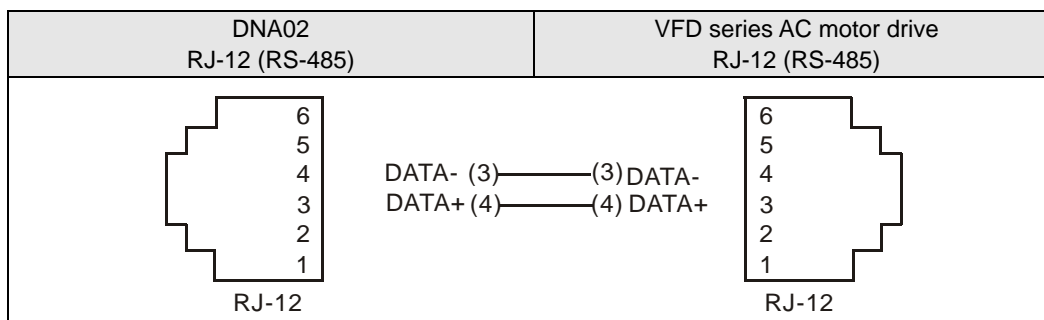 DNA02
RJ-12 (RS-485)
VFD series AC motor drive
RJ-12 (RS-485)
6
5
4
3
2
1
RJ-12
DATA- (3) (3) DATA-
DATA+ (4) (4) DATA+
6
5
4
3
2
1
RJ-12